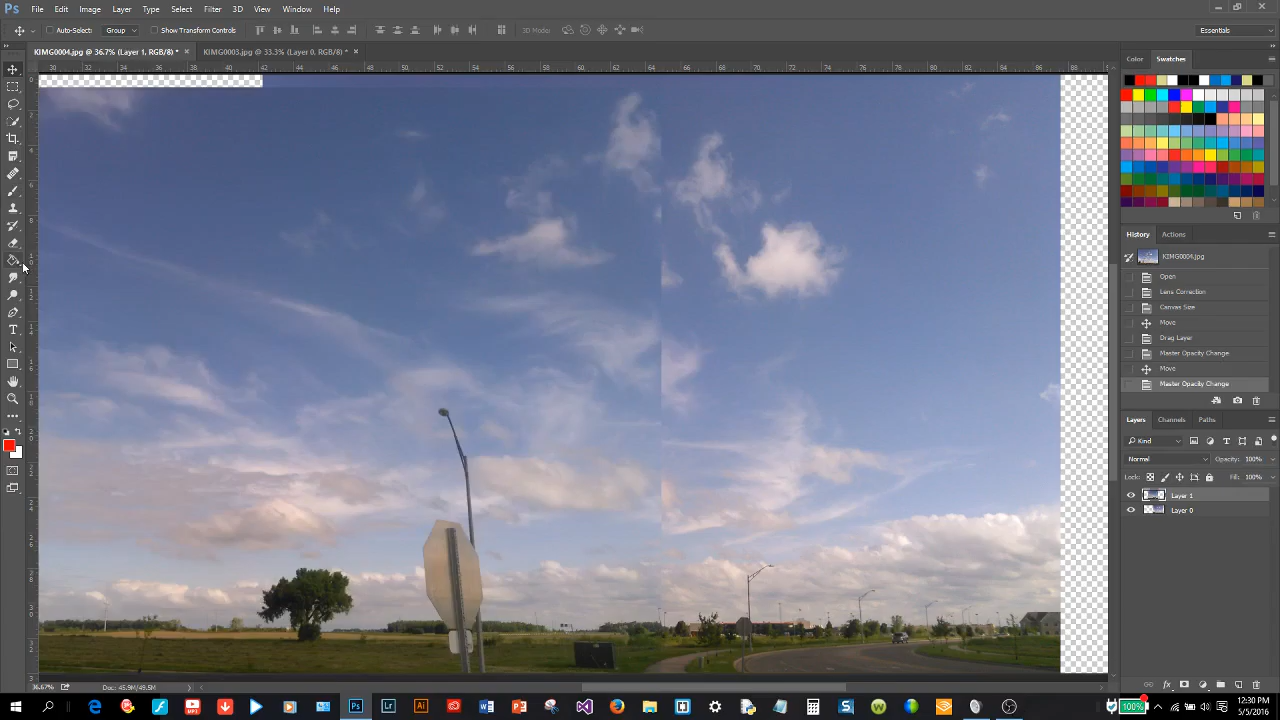 Ps File Edit Image Layer Type Select Filter 3D View Window Help
Auto-Select: Group Show Transform Controls 3D Mode: Essentials
KIMG0004.jpg @ 36.7% (Layer 1, RGB/8) * × KIMG0003.jpg @ 33.3% (Layer 0, RGB/8) * ×
Color Swatches
History Actions
KIMG0004.jpg
Open
Lens Correction
Canvas Size
Move
Drag Layer
Master Opacity Change
Move
Master Opacity Change
Layers Channels Paths
Kind
Normal Opacity: 100%
Lock: Fill: 100%
Layer 1
Layer 0
36.67% Doc: 45.9M/49.5M
100% 12:30 PM
5/5/2016